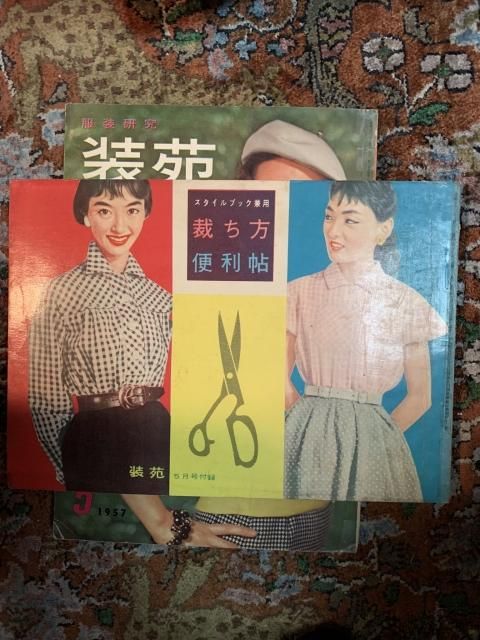 服装研究
装苑
スタイルブック兼用
裁ち方
便利帖
装苑 5月号付録
5 1957